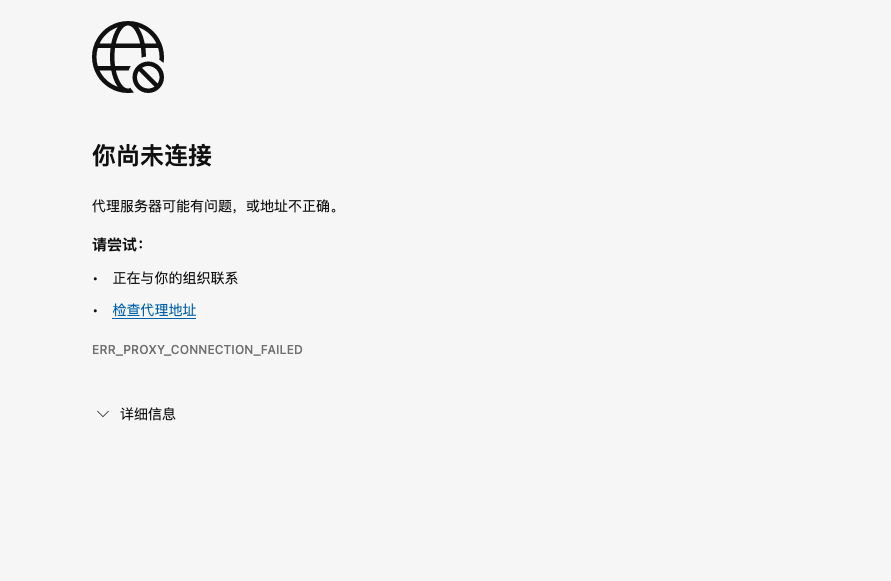 你尚未连接
代理服务器可能有问题，或地址不正确。
请尝试：
• 正在与你的组织联系
• 检查代理地址
ERR_PROXY_CONNECTION_FAILED
详细信息